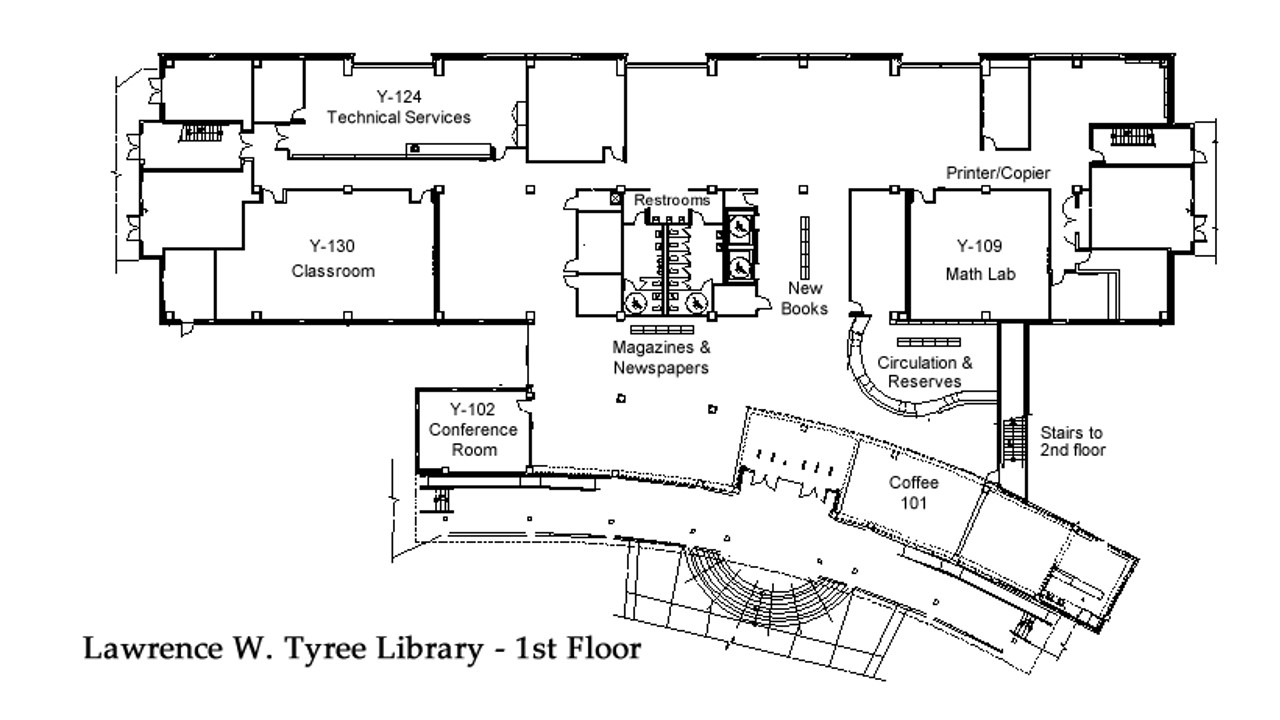 Y-124
Technical Services
Printer/Copier
Restrooms
Y-130
Classroom
Y-109
Math Lab
New
Books
Magazines &
Newspapers
Circulation &
Reserves
Y-102
Conference
Room
Stairs to
2nd floor
Coffee
101
Lawrence W. Tyree Library - 1st Floor